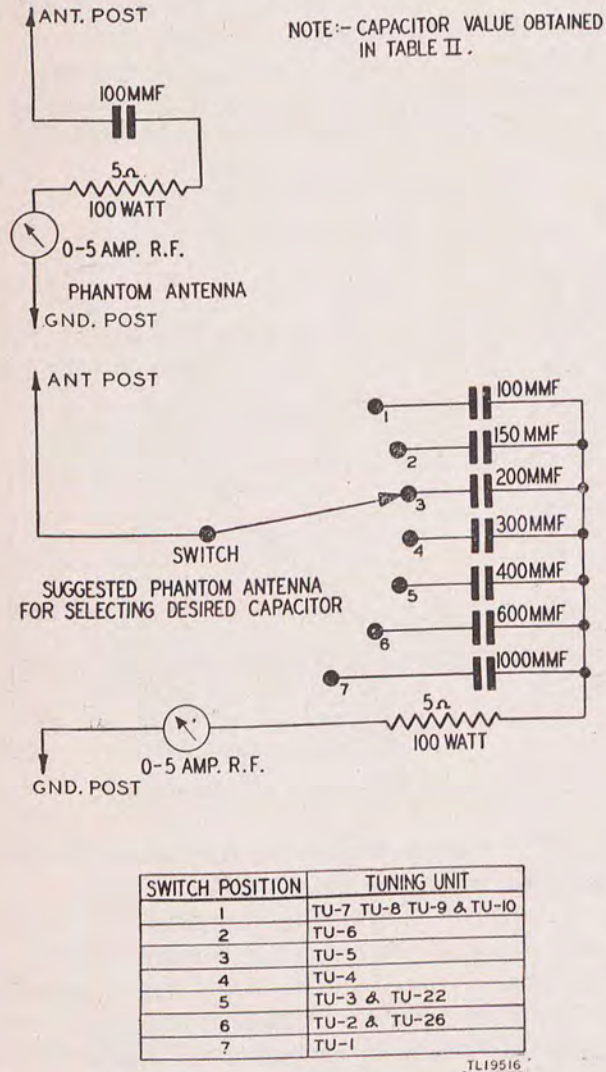 ANT. POST
NOTE:- CAPACITOR VALUE OBTAINED
IN TABLE II.
100MMF
5Ω
100 WATT
0-5 AMP. R.F.
PHANTOM ANTENNA
GND. POST
ANT POST
1
100MMF
2
150MMF
3
200MMF
4
300MMF
5
400MMF
6
600MMF
7
1000MMF
SWITCH
SUGGESTED PHANTOM ANTENNA
FOR SELECTING DESIRED CAPACITOR
5Ω
100 WATT
0-5 AMP. R.F.
GND. POST
SWITCH POSITION TUNING UNIT
1 TU-7 TU-8 TU-9 & TU-10
2 TU-6
3 TU-5
4 TU-4
5 TU-3 & TU-22
6 TU-2 & TU-26
7 TU-1
TL19516